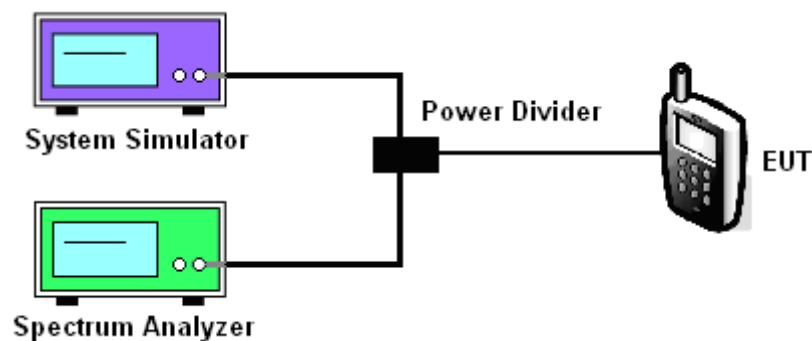 System Simulator
Power Divider
EUT
Spectrum Analyzer